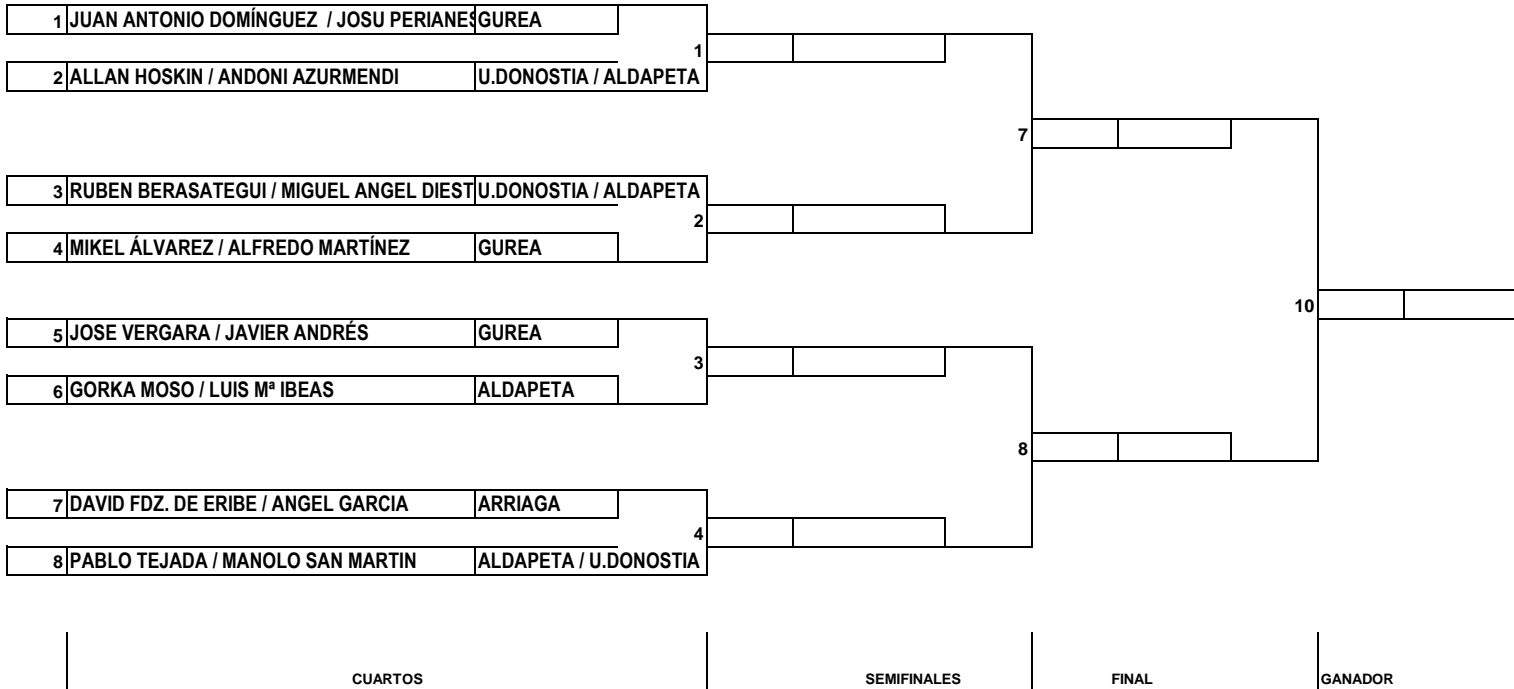 1 JUAN ANTONIO DOMÍNGUEZ / JOSU PERIANES GUREA
1
2 ALLAN HOSKIN / ANDONI AZURMENDI U.DONOSTIA / ALDAPETA
7
3 RUBEN BERASATEGUI / MIGUEL ANGEL DIEST U.DONOSTIA / ALDAPETA
2
4 MIKEL ÁLVAREZ / ALFREDO MARTÍNEZ GUREA
10
5 JOSE VERGARA / JAVIER ANDRÉS GUREA
3
6 GORKA MOSO / LUIS Mª IBEAS ALDAPETA
8
7 DAVID FDZ. DE ERIBE / ANGEL GARCIA ARRIAGA
4
8 PABLO TEJADA / MANOLO SAN MARTIN ALDAPETA / U.DONOSTIA
CUARTOS SEMIFINALES FINAL GANADOR